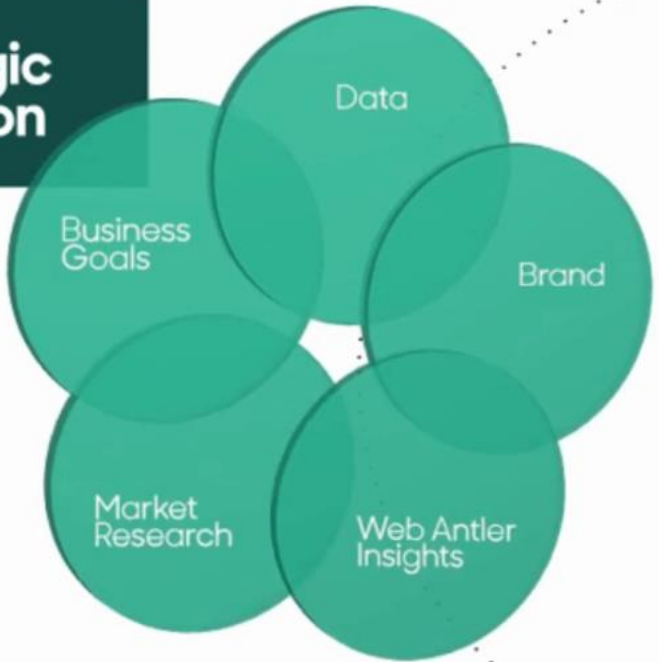 gic
on
Data
Business
Goals
Brand
Market
Research
Web Antler
Insights